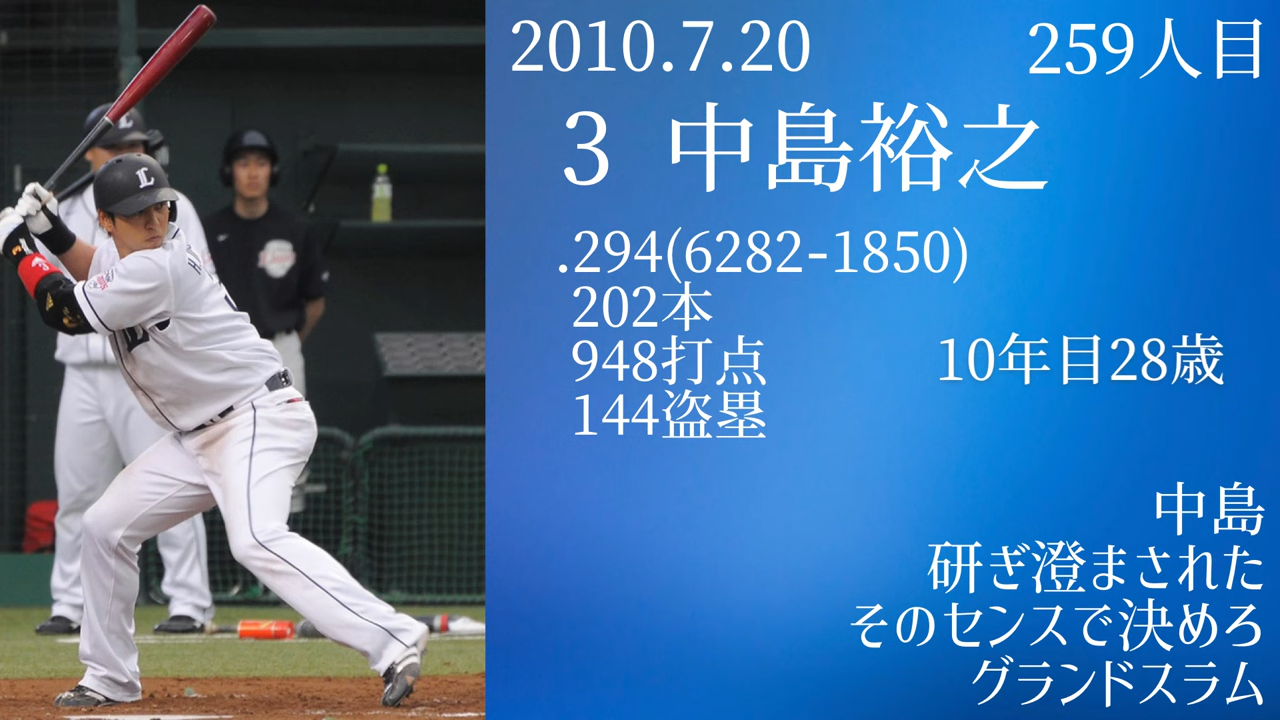 2010.7.20 259人目
3 中島裕之
.294(6282-1850)
202本
948打点 10年目28歳
144盗塁
中島
研ぎ澄まされた
そのセンスで決めろ
グランドスラム